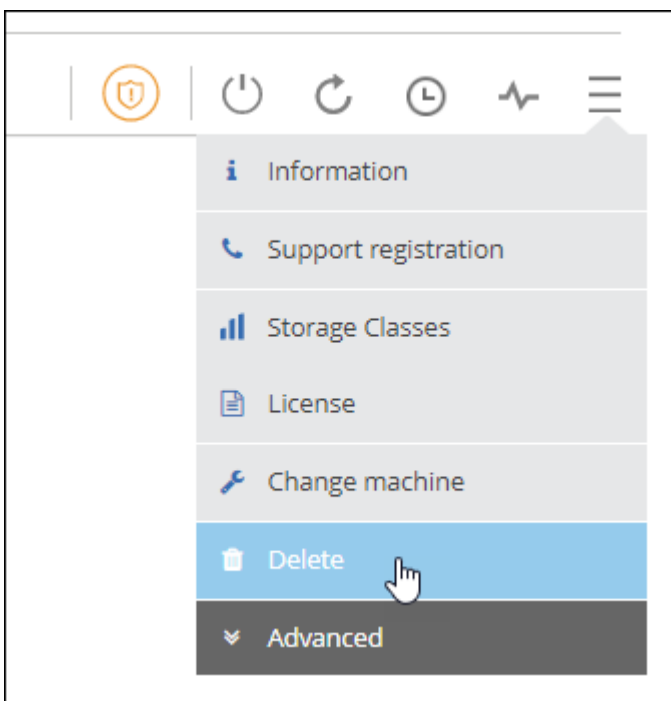 Information
Support registration
Storage Classes
License
Change machine
Delete
Advanced